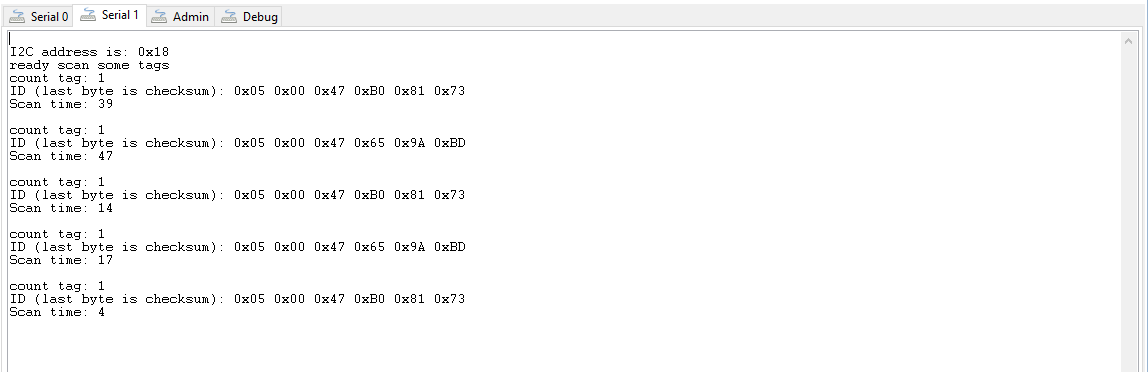 Serial 0 Serial 1 Admin Debug
I2C address is: 0x18
ready scan some tags
count tag: 1
ID (last byte is checksum): 0x05 0x00 0x47 0xB0 0x81 0x73
Scan time: 39
count tag: 1
ID (last byte is checksum): 0x05 0x00 0x47 0x65 0x9A 0xBD
Scan time: 47
count tag: 1
ID (last byte is checksum): 0x05 0x00 0x47 0xB0 0x81 0x73
Scan time: 14
count tag: 1
ID (last byte is checksum): 0x05 0x00 0x47 0x65 0x9A 0xBD
Scan time: 17
count tag: 1
ID (last byte is checksum): 0x05 0x00 0x47 0xB0 0x81 0x73
Scan time: 4